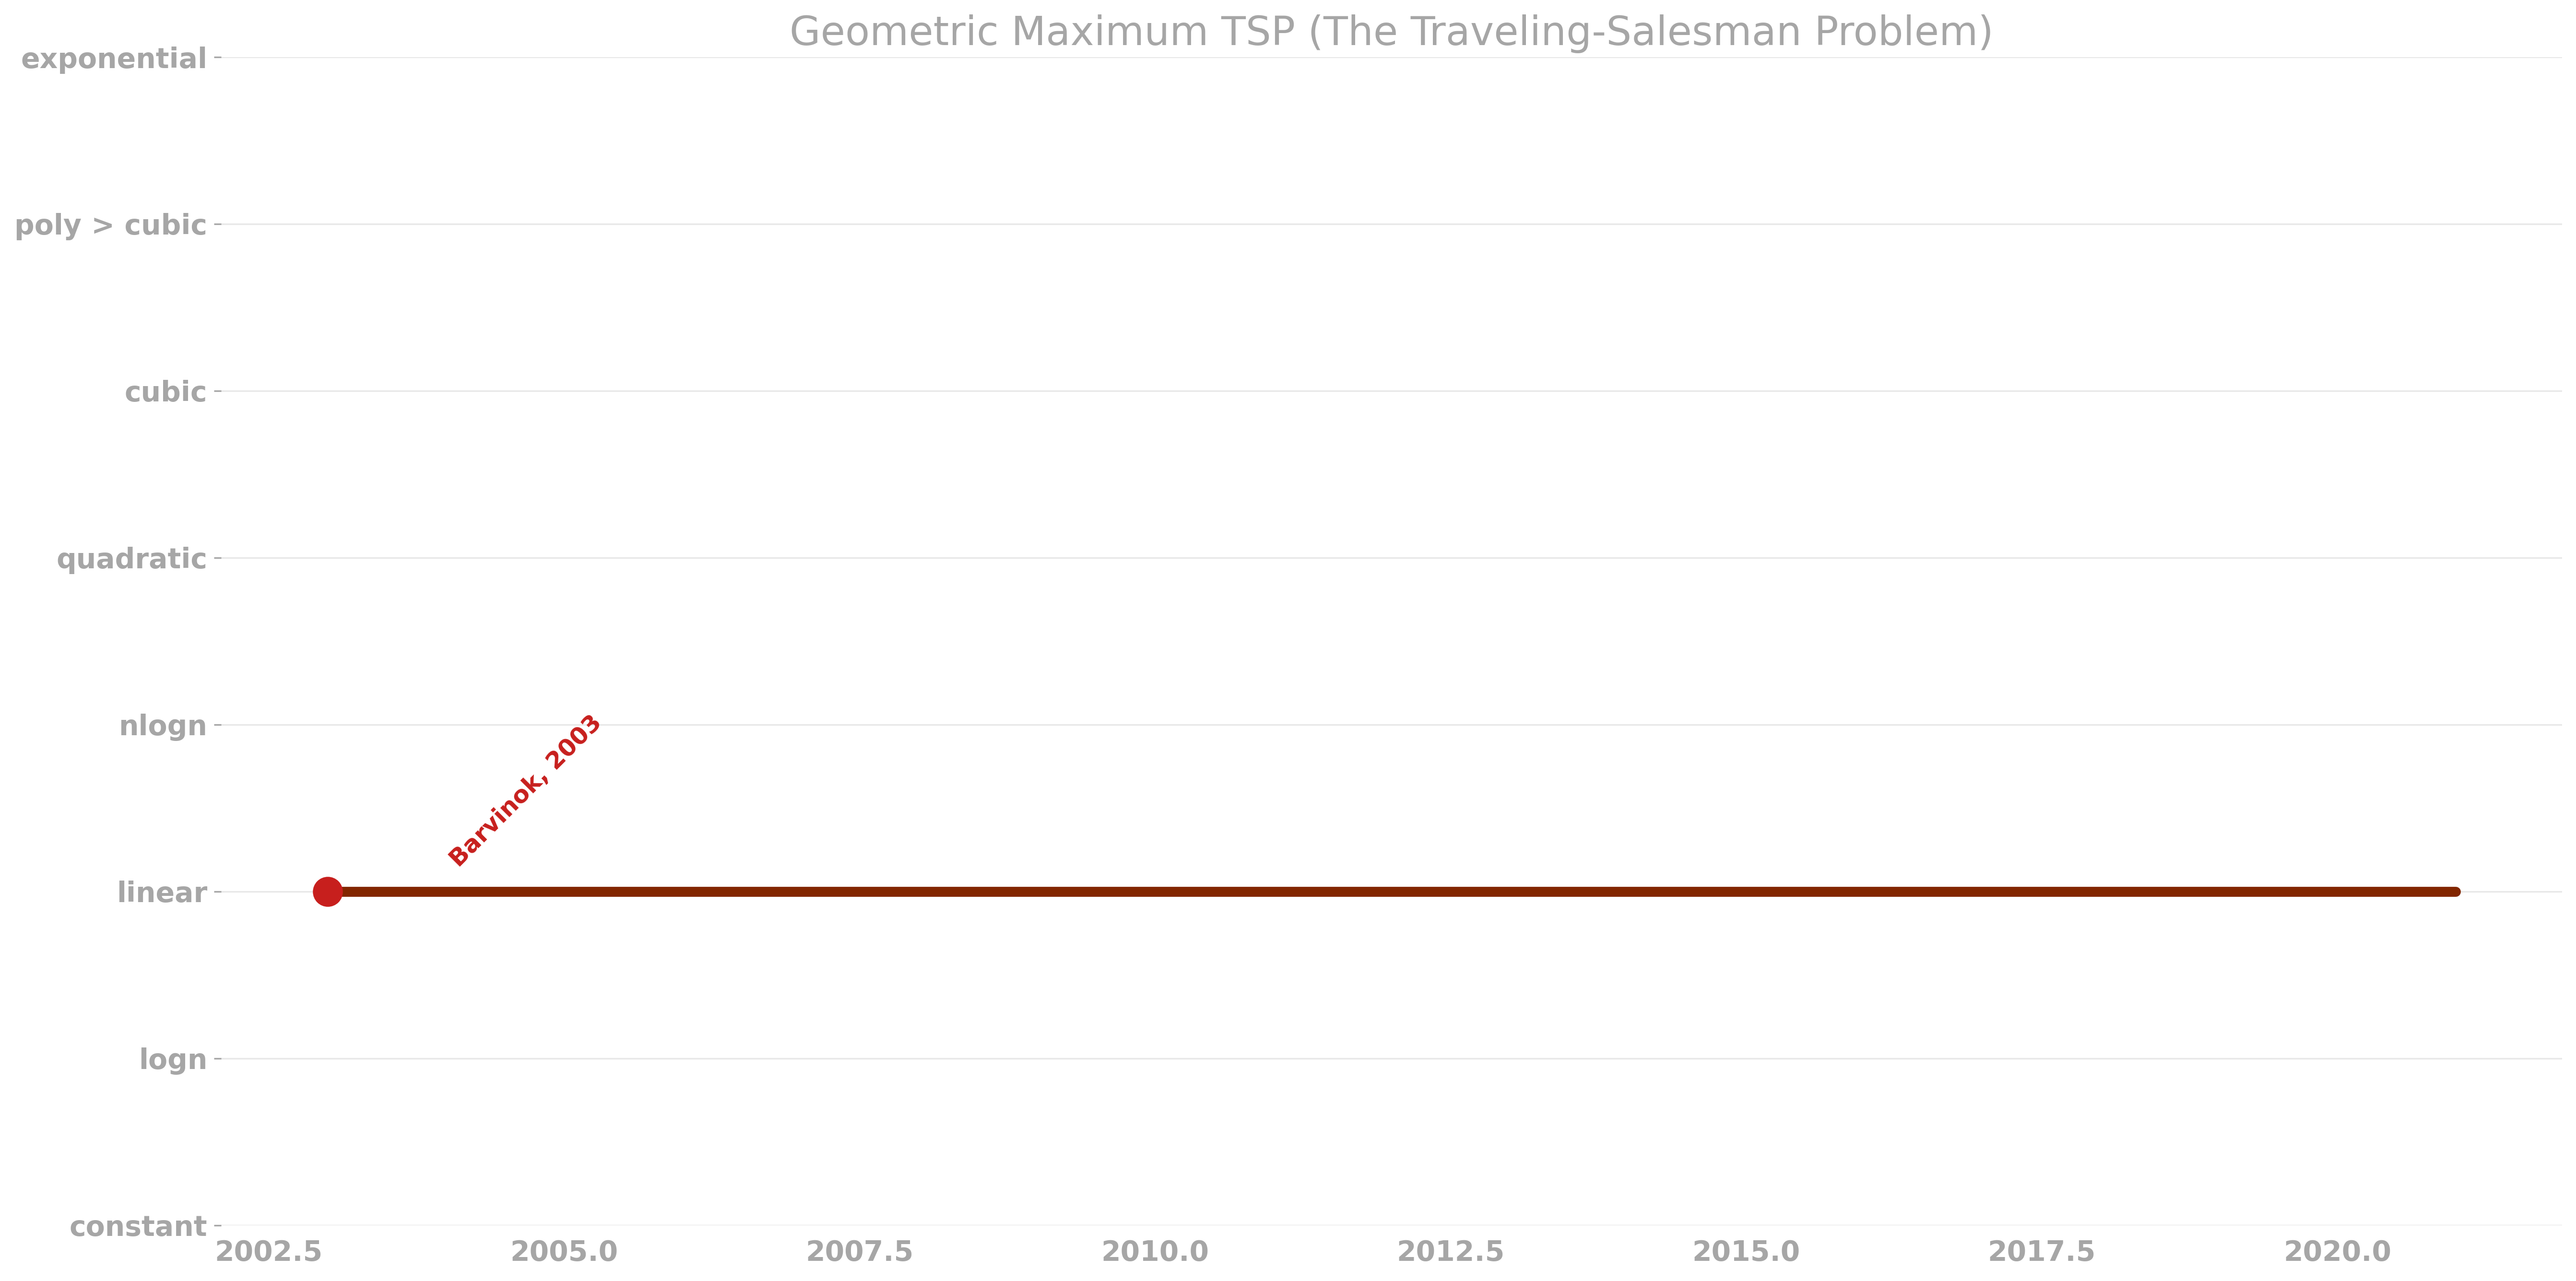 Geometric Maximum TSP (The Traveling-Salesman Problem)
exponential
poly > cubic
cubic
quadratic
nlogn
Barvinok, 2003
linear
logn
constant
2002.5 2005.0 2007.5 2010.0 2012.5 2015.0 2017.5 2020.0